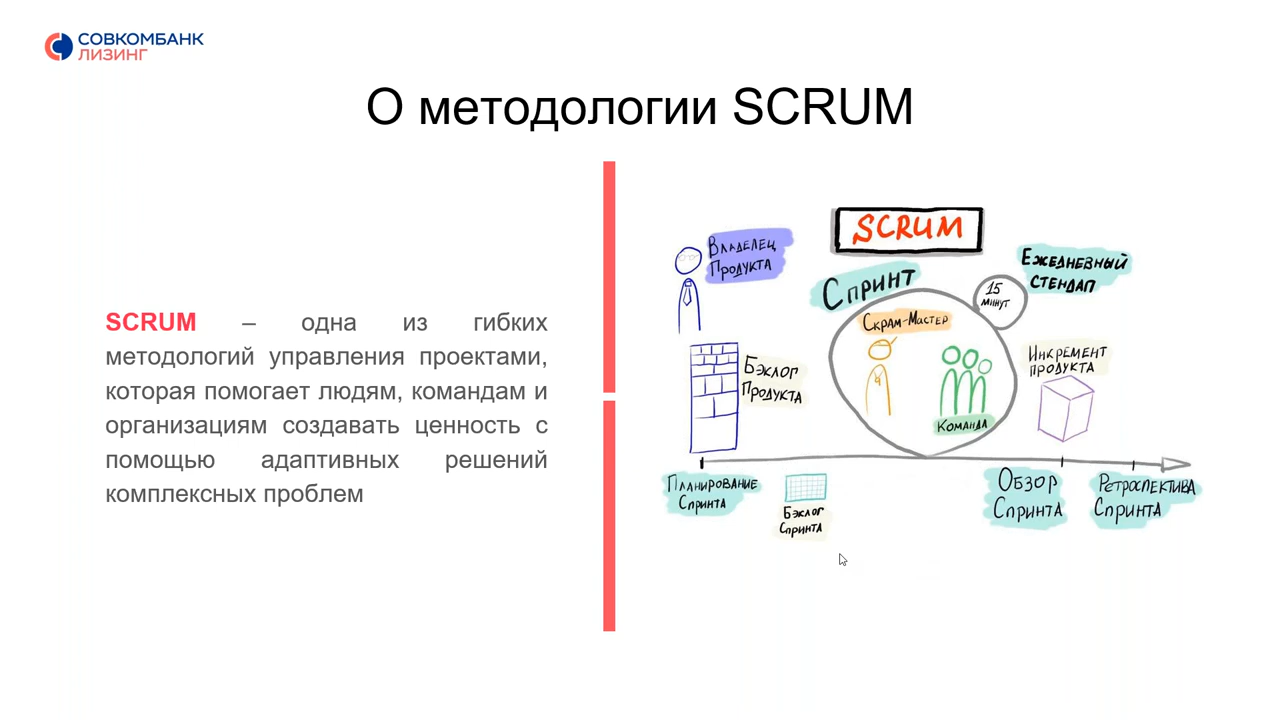 СОВКОМБАНК
ЛИЗИНГ
О методологии SCRUM
SCRUM – одна из гибких
методологий управления проектами,
которая помогает людям, командам и
организациям создавать ценность с
помощью адаптивных решений
комплексных проблем
SCRUM
Владелец
Продукта
Спринт
15
минут
Ежедневный
стендап
Скрам-Мастер
Команда
Бэклог
Продукта
Инкремент
продукта
Планирование
Спринта
Бэклог
Спринта
Обзор
Спринта
Ретроспектива
Спринта